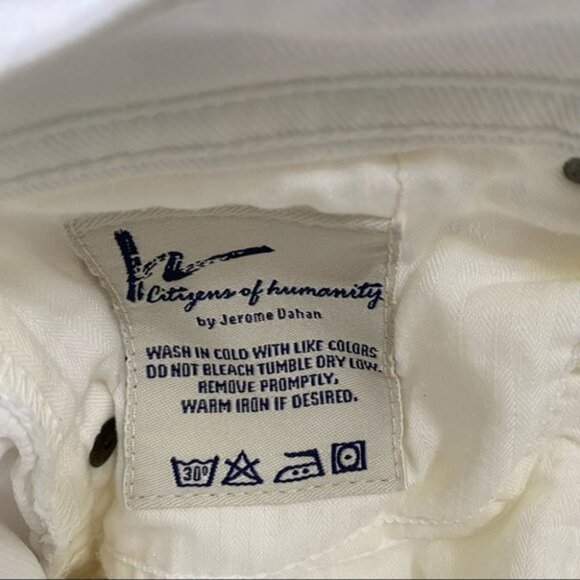 h
Citizens of humanity
by Jerome Dahan
WASH IN COLD WITH LIKE COLORS
DO NOT BLEACH TUMBLE DRY LOW.
REMOVE PROMPTLY,
WARM IRON IF DESIRED.
30°